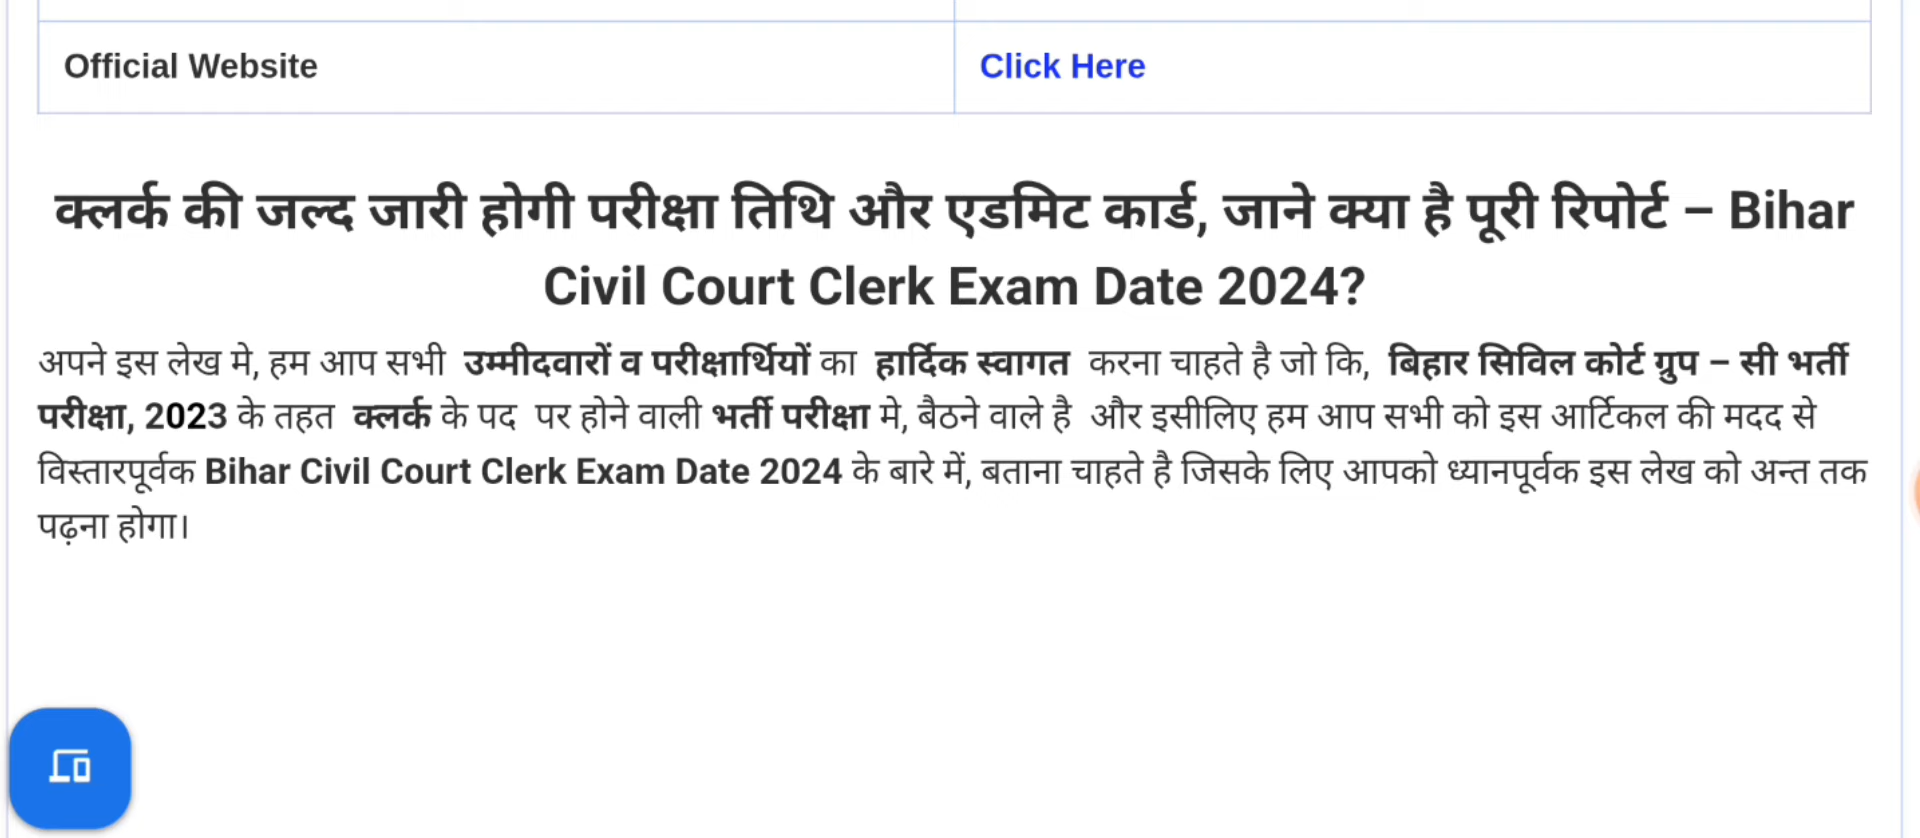 Official Website
Click Here
क्लर्क की जल्द जारी होगी परीक्षा तिथि और एडमिट कार्ड, जाने क्या है पूरी रिपोर्ट – Bihar
Civil Court Clerk Exam Date 2024?
अपने इस लेख मे, हम आप सभी उम्मीदवारों व परीक्षार्थियों का हार्दिक स्वागत करना चाहते है जो कि, बिहार सिविल कोर्ट ग्रुप – सी भर्ती
परीक्षा, 2023 के तहत क्लर्क के पद पर होने वाली भर्ती परीक्षा मे, बैठने वाले है और इसीलिए हम आप सभी को इस आर्टिकल की मदद से
विस्तारपूर्वक Bihar Civil Court Clerk Exam Date 2024 के बारे में, बताना चाहते है जिसके लिए आपको ध्यानपूर्वक इस लेख को अन्त तक
पढ़ना होगा।